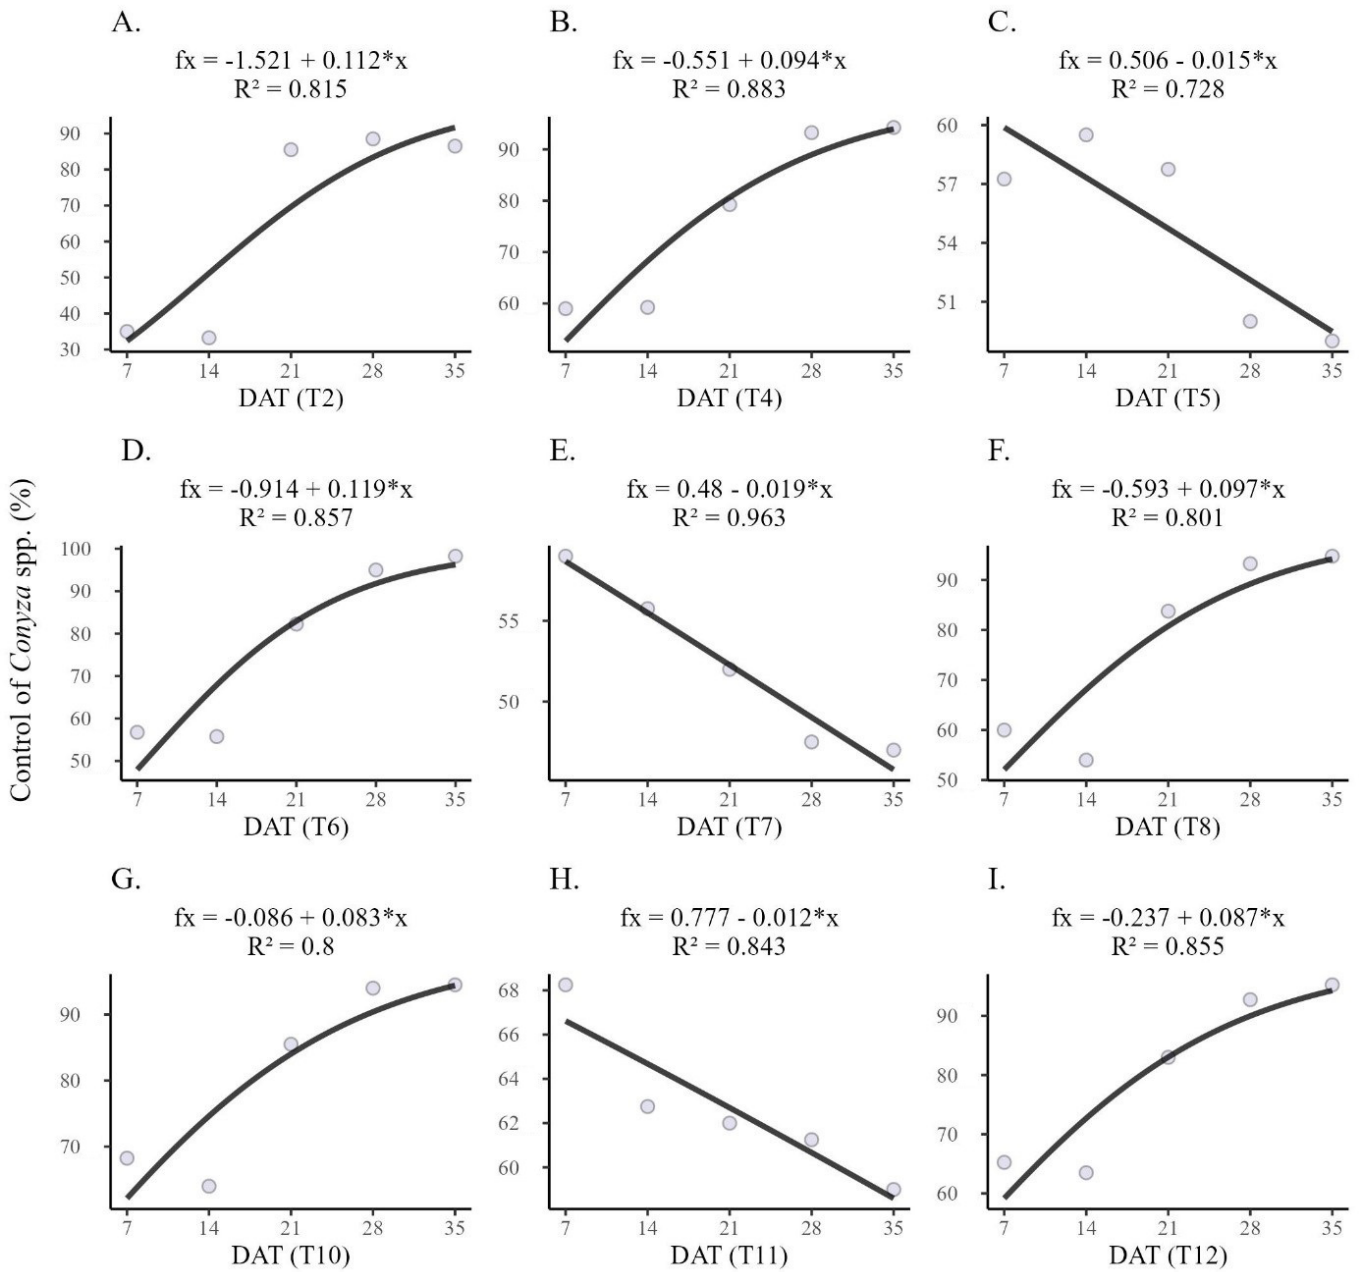 A.
fx = -1.521 + 0.112*x
R² = 0.815
90
80
70
60
50
40
30
7 14 21 28 35
DAT (T2)
B.
fx = -0.551 + 0.094*x
R² = 0.883
90
80
70
60
7 14 21 28 35
DAT (T4)
C.
fx = 0.506 - 0.015*x
R² = 0.728
60
57
54
51
7 14 21 28 35
DAT (T5)
Control of Conyza spp. (%)
D.
fx = -0.914 + 0.119*x
R² = 0.857
100
90
80
70
60
50
7 14 21 28 35
DAT (T6)
E.
fx = 0.48 - 0.019*x
R² = 0.963
55
50
7 14 21 28 35
DAT (T7)
F.
fx = -0.593 + 0.097*x
R² = 0.801
90
80
70
60
50
7 14 21 28 35
DAT (T8)
G.
fx = -0.086 + 0.083*x
R² = 0.8
90
80
70
7 14 21 28 35
DAT (T10)
H.
fx = 0.777 - 0.012*x
R² = 0.843
68
66
64
62
60
7 14 21 28 35
DAT (T11)
I.
fx = -0.237 + 0.087*x
R² = 0.855
90
80
70
60
7 14 21 28 35
DAT (T12)